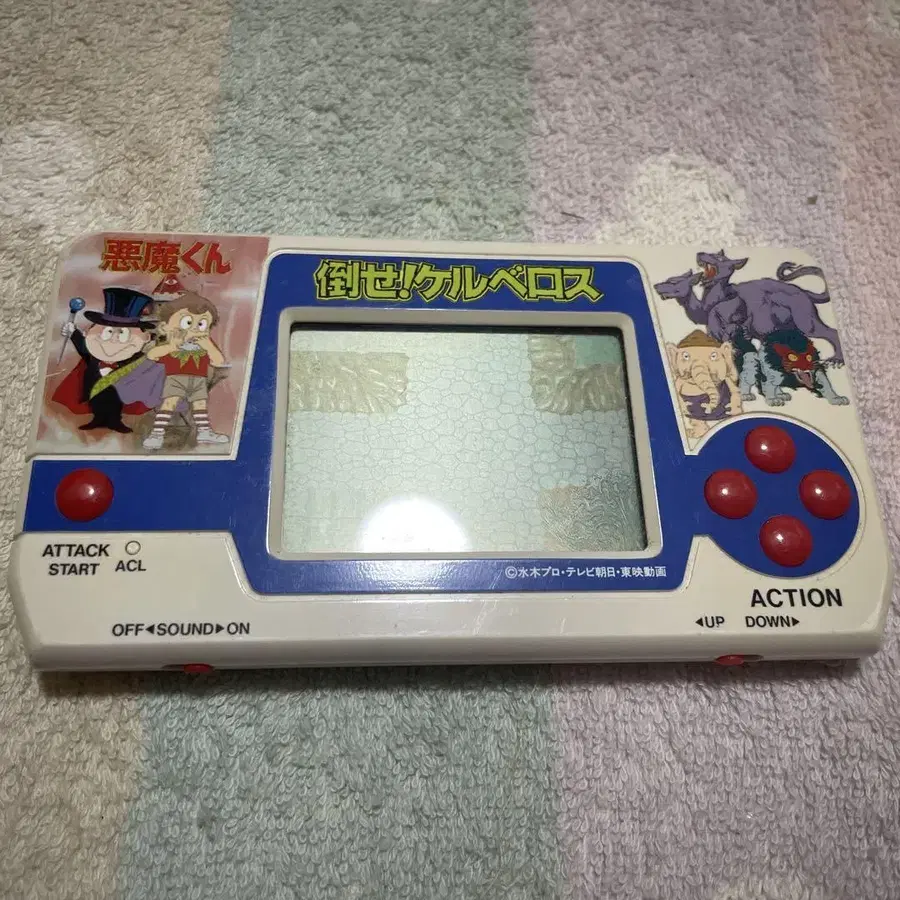 悪魔くん
倒せ!ケルベロス
©水木プロ・テレビ朝日・東映動画
ATTACK
START ACL
OFF◀SOUND▶ON
ACTION
◀UP DOWN▶